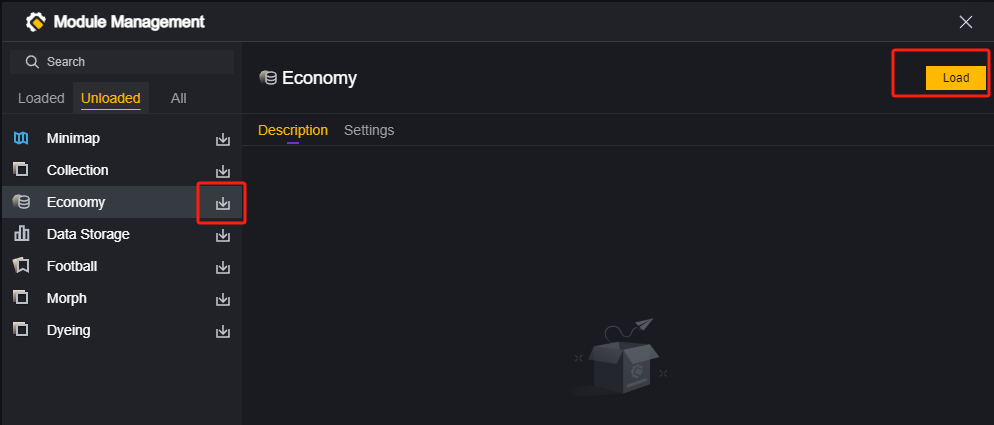 Module Management
Search
Loaded Unloaded All
Minimap
Collection
Economy
Data Storage
Football
Morph
Dyeing
Economy
Load
Description Settings